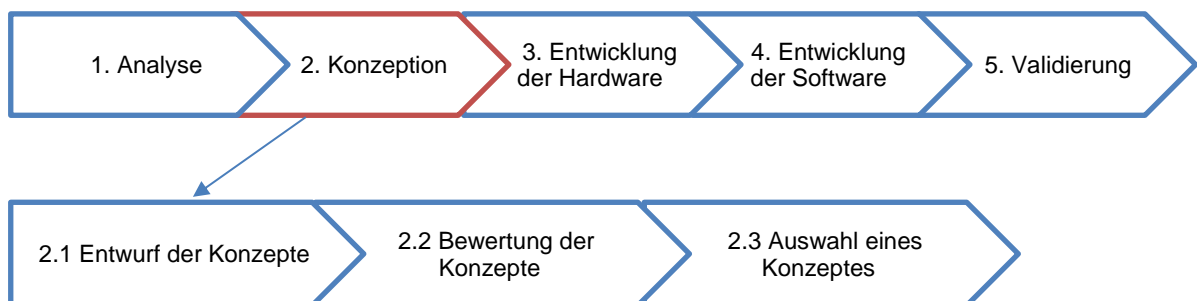 1. Analyse
2. Konzeption
3. Entwicklung
der Hardware
4. Entwicklung
der Software
5. Validierung
2.1 Entwurf der Konzepte
2.2 Bewertung der
Konzepte
2.3 Auswahl eines
Konzeptes